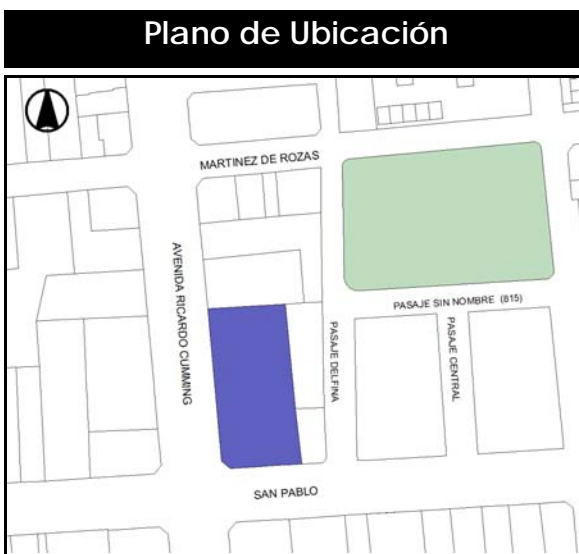 Plano de Ubicación
MARTINEZ DE ROZAS
AVENIDA RICARDO CUMMING
PASAJE SIN NOMBRE (815)
PASAJE DELFINA
PASAJE CENTRAL
SAN PABLO